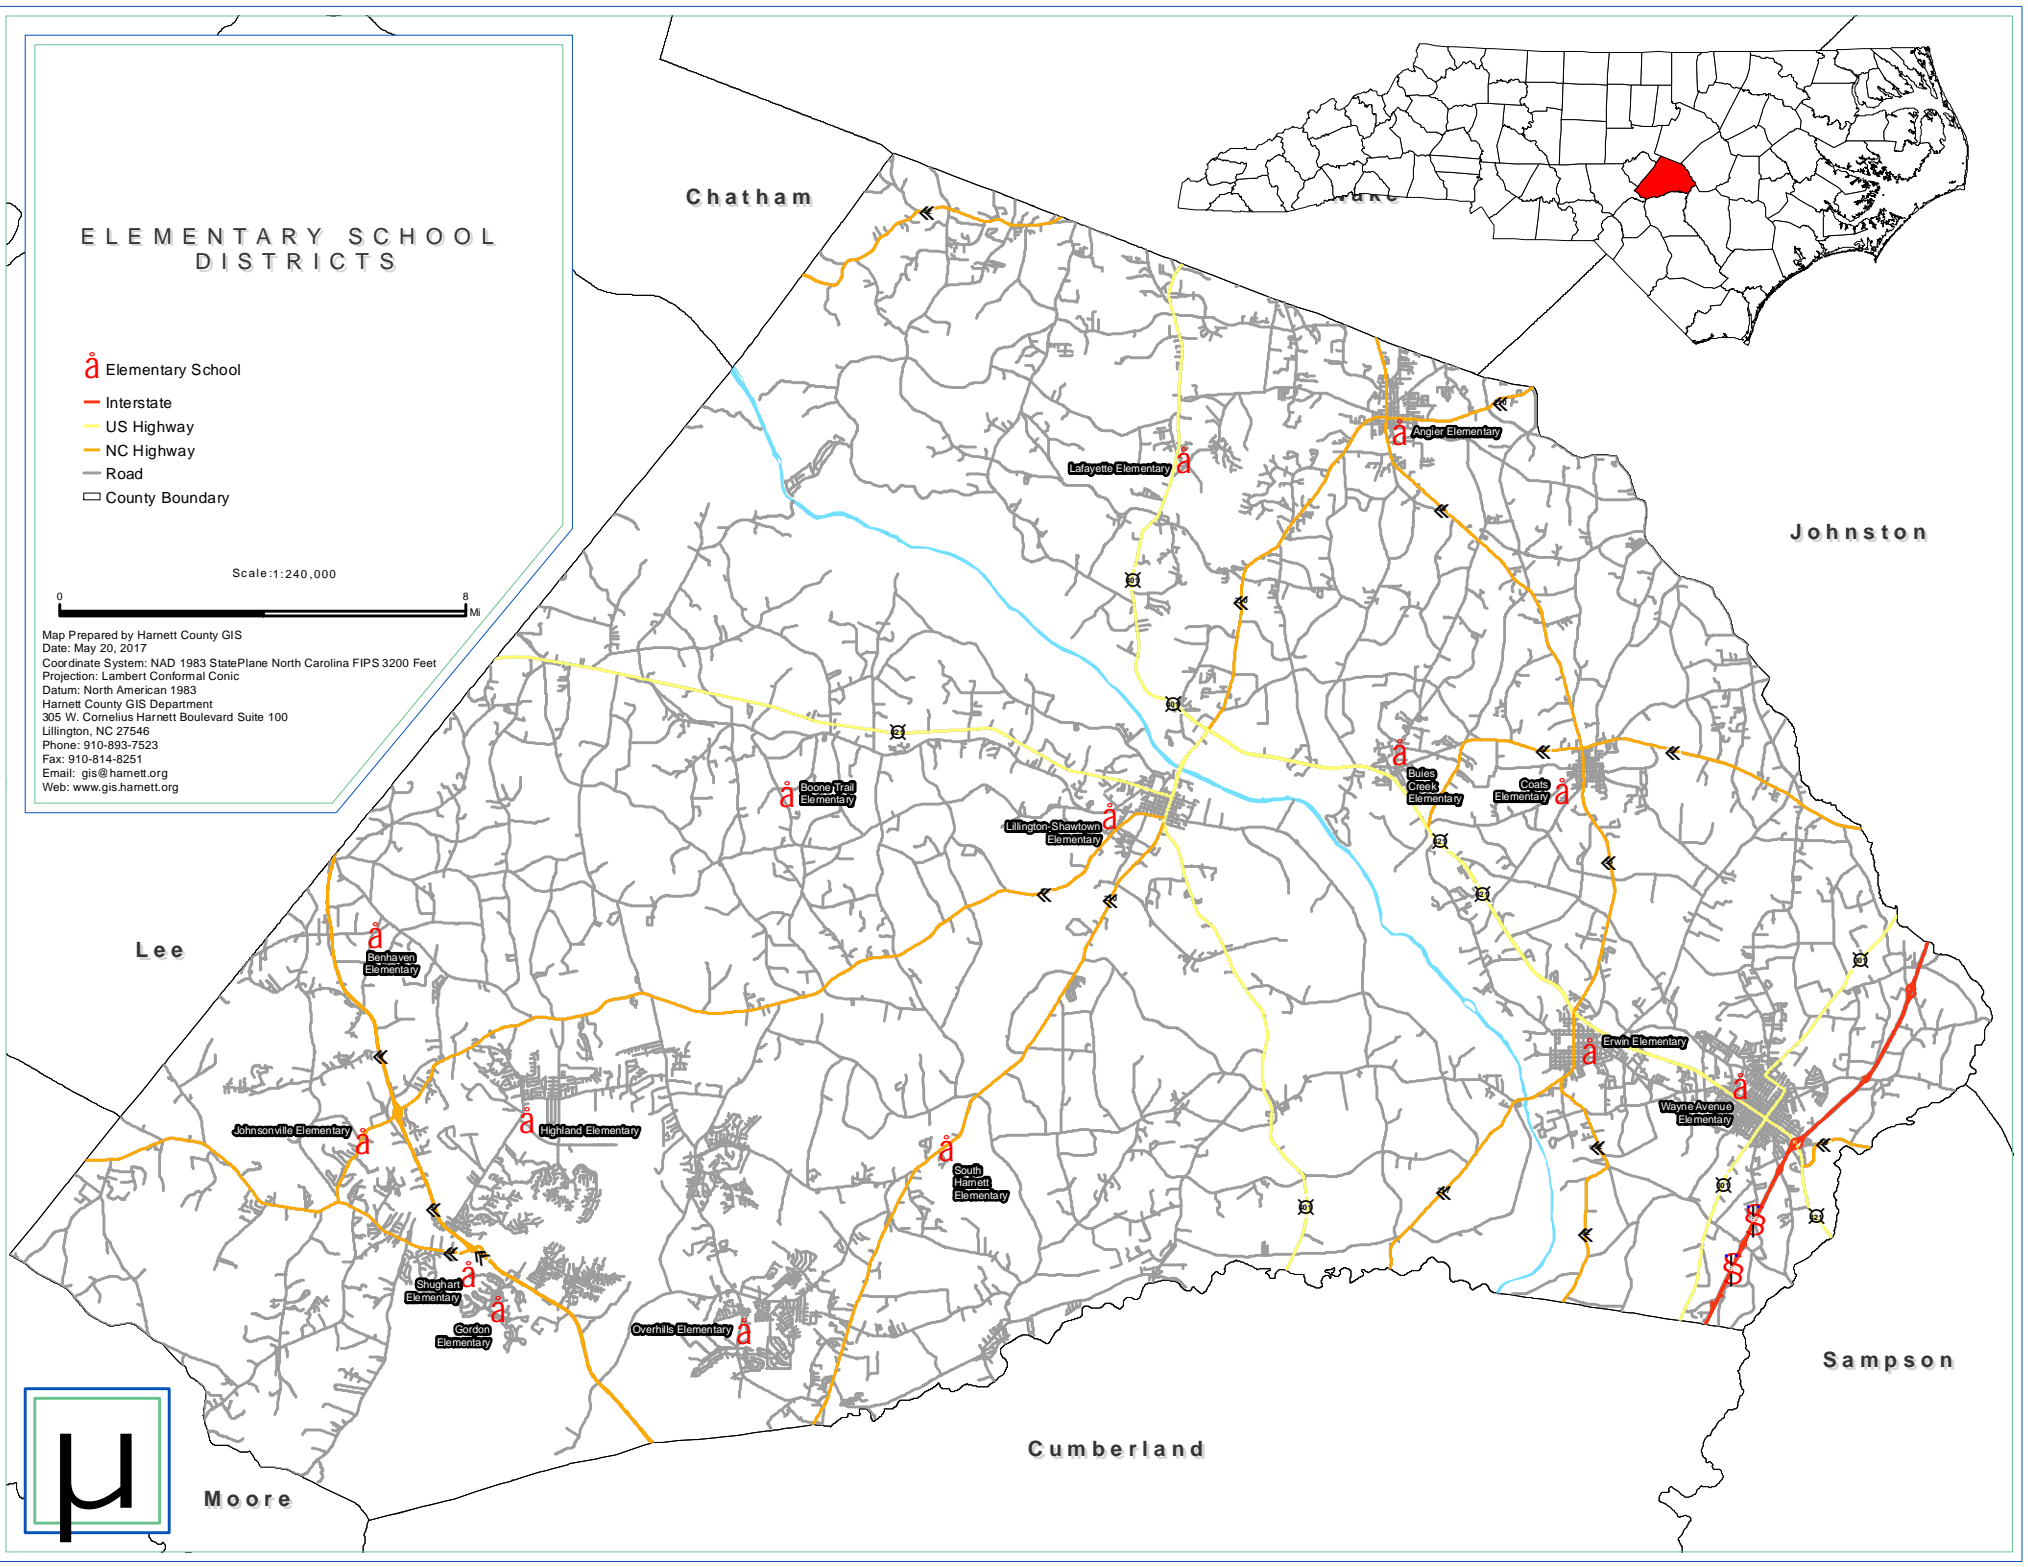 ELEMENTARY SCHOOL
DISTRICTS
å Elementary School
Interstate
US Highway
NC Highway
Road
County Boundary
Scale:1:240,000
0 8
Mi
Map Prepared by Harnett County GIS
Date: May 20, 2017
Coordinate System: NAD 1983 StatePlane North Carolina FIPS 3200 Feet
Projection: Lambert Conformal Conic
Datum: North American 1983
Harnett County GIS Department
305 W. Cornelius Harnett Boulevard Suite 100
Lillington, NC 27546
Phone: 910-893-7523
Fax: 910-814-8251
Email: gis@harnett.org
Web: www.gis.harnett.org
Chatham
Wake
Johnston
Lee
Sampson
Cumberland
Moore
Angier Elementary
Lafayette Elementary
Boone Trail
Elementary
Buies
Creek
Elementary
Coats
Elementary
Lillington-Shawtown
Elementary
Benhaven
Elementary
Erwin Elementary
Wayne Avenue
Elementary
Johnsonville Elementary
Highland Elementary
South
Harnett
Elementary
Shughart
Elementary
Gordon
Elementary
Overhills Elementary
µ